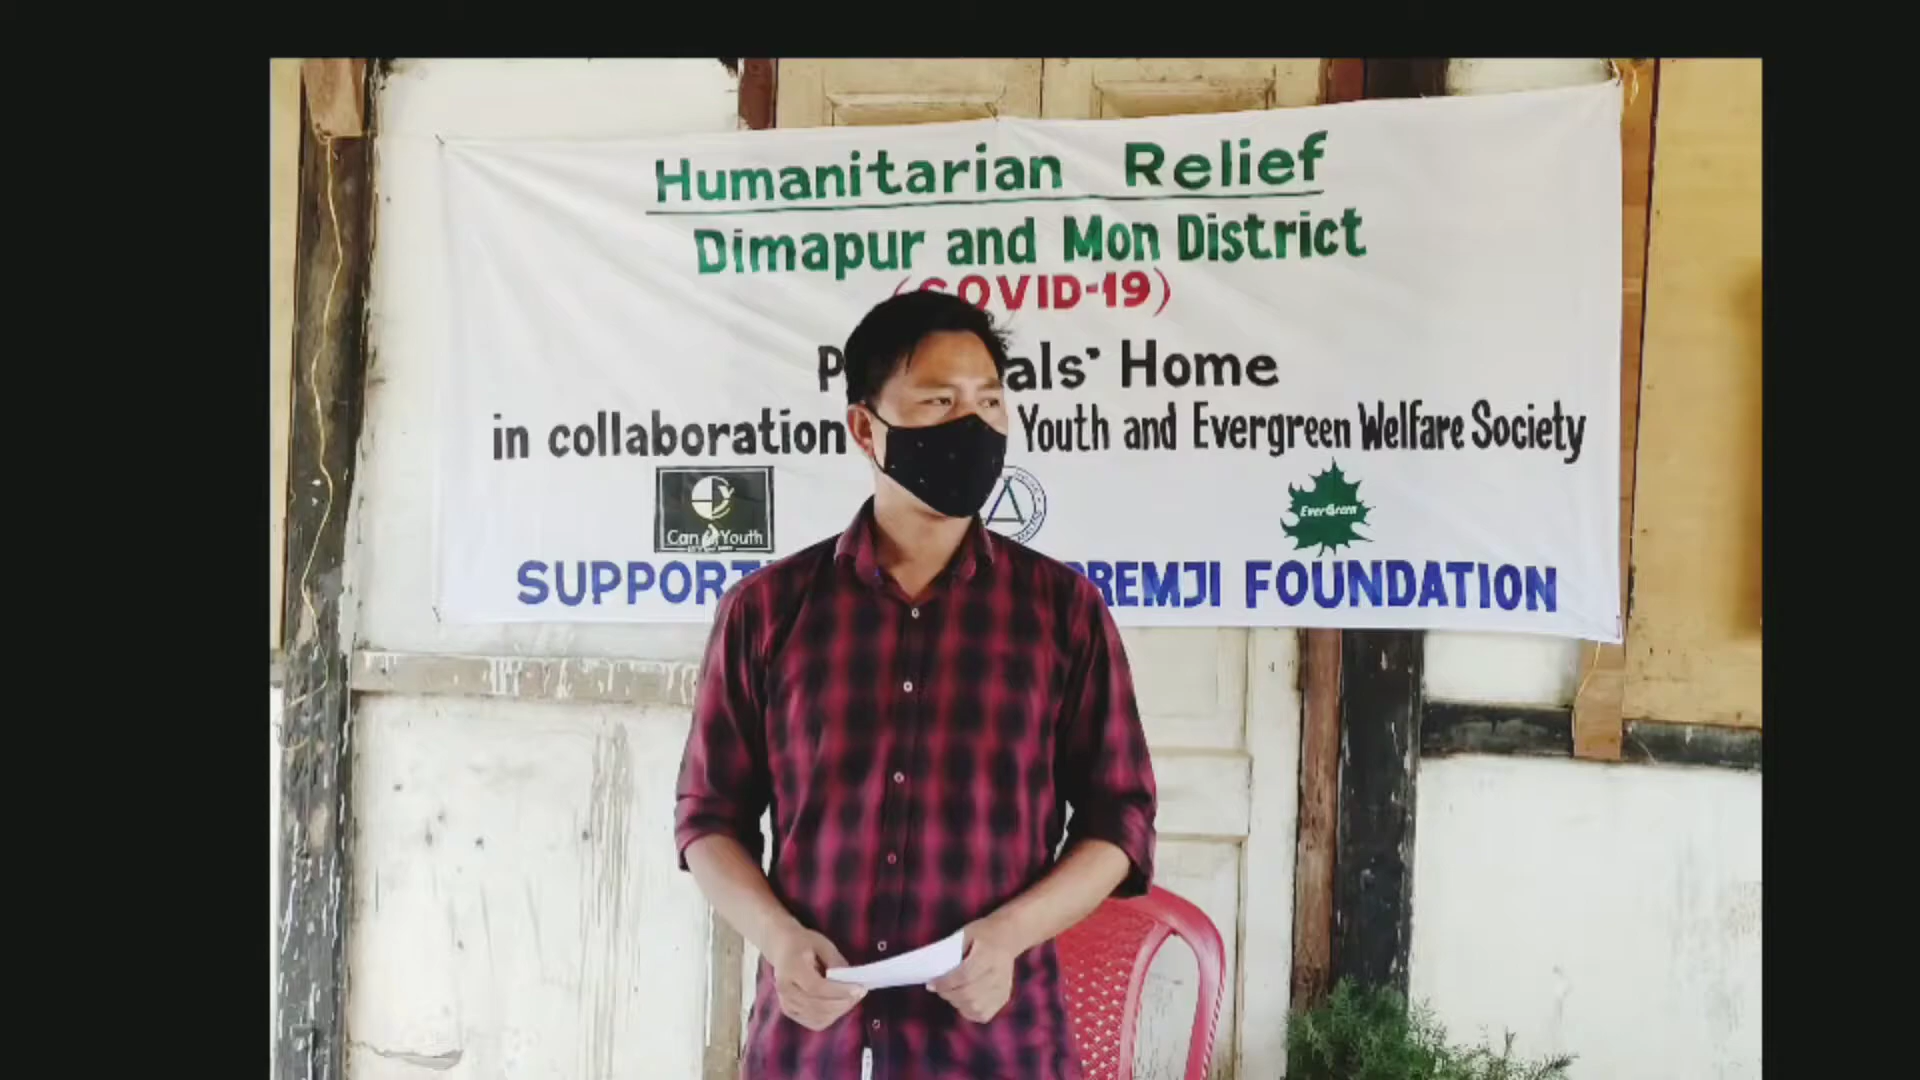 Humanitarian Relief
Dimapur and Mon District
(COVID-19)
als' Home
in collaboration Youth and Evergreen Welfare Society
Can Youth
EverGreen
SUPPORT PREMJI FOUNDATION